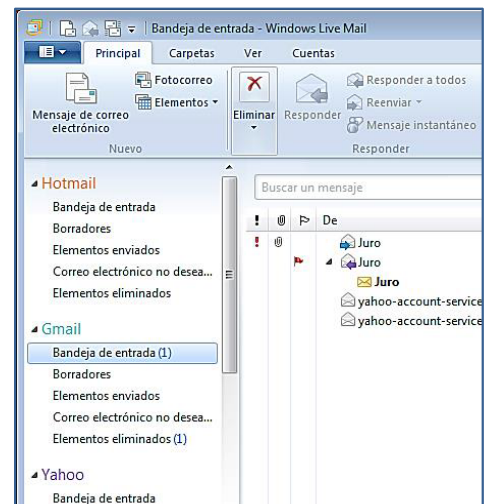 Bandeja de entrada - Windows Live Mail
Principal Carpetas Ver Cuentas
Mensaje de correo electrónico
Fotocorreo
Elementos
Nuevo
Eliminar
Responder
Responder a todos
Reenviar
Mensaje instantáneo
Responder
Hotmail
Bandeja de entrada
Borradores
Elementos enviados
Correo electrónico no desea...
Elementos eliminados
Gmail
Bandeja de entrada (1)
Borradores
Elementos enviados
Correo electrónico no desea...
Elementos eliminados (1)
Yahoo
Bandeja de entrada
Buscar un mensaje
De
Juro
Juro
Juro
yahoo-account-service
yahoo-account-service